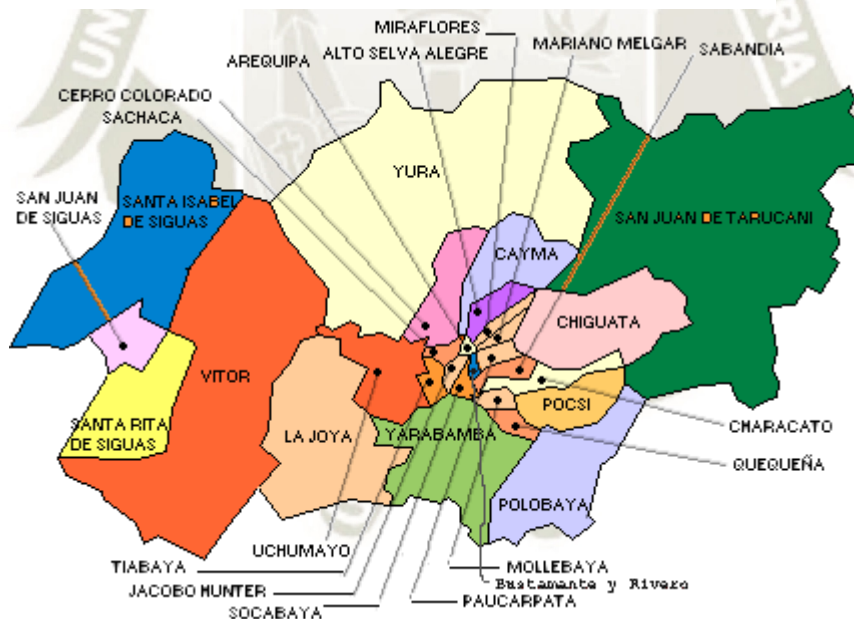 MIRAFLORES
ALTO SELVA ALEGRE
MARIANO MELGAR
SABANDIA
AREQUIPA
CERRO COLORADO
SACHACA
YURA
SAN JUAN
DE SIGUAS
SANTA ISABEL
DE SIGUAS
SAN JUAN DE TARUCANI
CAYMA
CHIGUATA
VITOR
POCSI
SANTA RITA
DE SIGUAS
LA JOYA
YARABAMBA
CHARACATO
QUEQUEÑA
POLOBAYA
UCHUMAYO
TIABAYA
MOLLEBAYA
Bustamante y Rivero
JACOBO HUNTER
PAUCARPATA
SOCABAYA